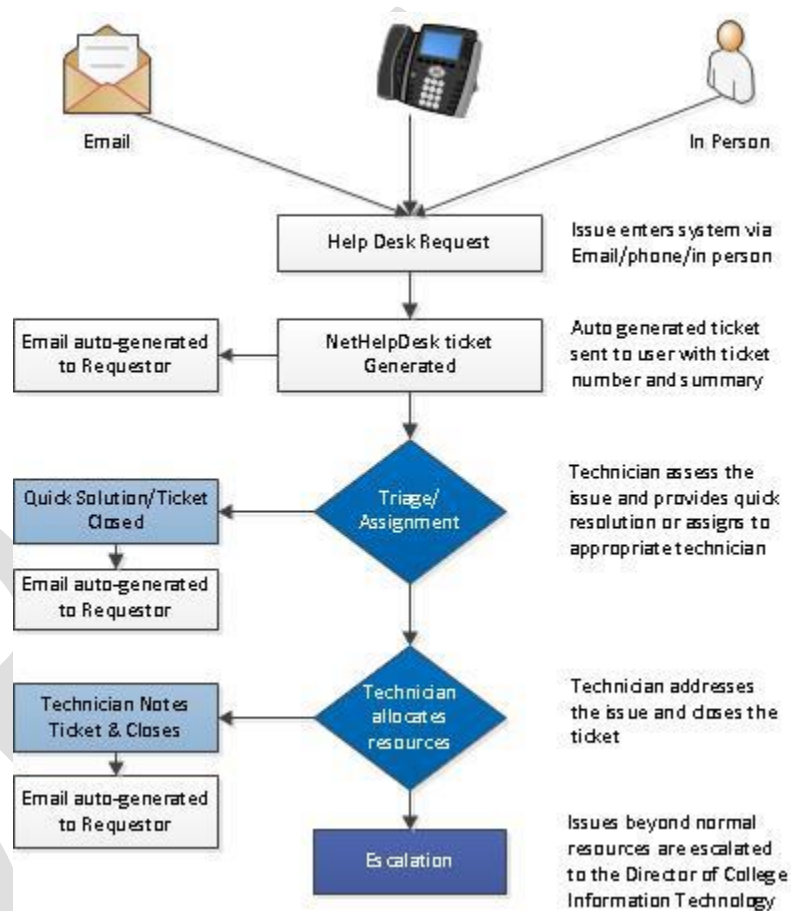 Email
In Person
Help Desk Request
Issue enters system via
Email/phone/in person
Email auto-generated
to Requestor
NetHelpDesk ticket
Generated
Auto generated ticket
sent to user with ticket
number and summary
Quick Solution/Ticket
Closed
Triage/
Assignment
Technician assess the
issue and provides quick
resolution or assigns to
appropriate technician
Email auto-generated
to Requestor
Technician Notes
Ticket & Closes
Technician
allocates
resources
Technician addresses
the issue and closes the
ticket
Email auto-generated
to Requestor
Escalation
Issues beyond normal
resources are escalated
to the Director of College
Information Technology